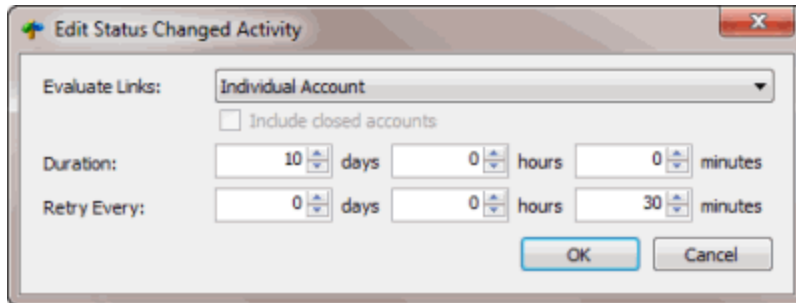 Edit Status Changed Activity
Evaluate Links: Individual Account
Include closed accounts
Duration: 10 days 0 hours 0 minutes
Retry Every: 0 days 0 hours 30 minutes
OK Cancel